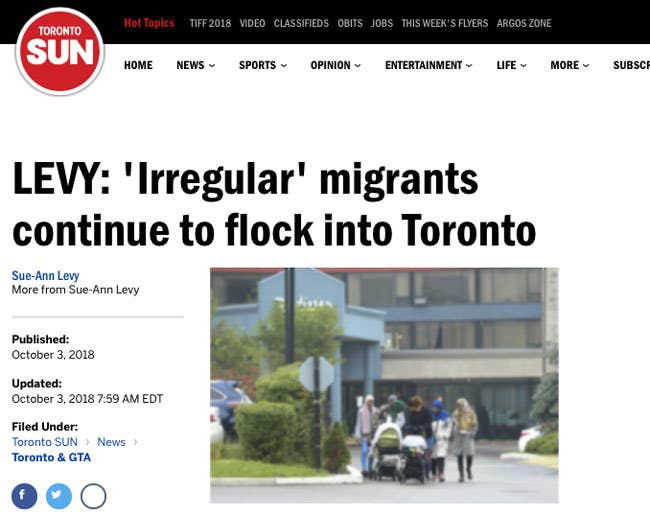 TORONTO
SUN
Hot Topics TIFF 2018 VIDEO CLASSIFIEDS OBITS JOBS THIS WEEK'S FLYERS ARGOS ZONE
HOME NEWS SPORTS OPINION ENTERTAINMENT LIFE MORE SUBSCR
LEVY: 'Irregular' migrants
continue to flock into Toronto
Sue-Ann Levy
More from Sue-Ann Levy
Published:
October 3, 2018
Updated:
October 3, 2018 7:59 AM EDT
Filed Under:
Toronto SUN › News ›
Toronto & GTA